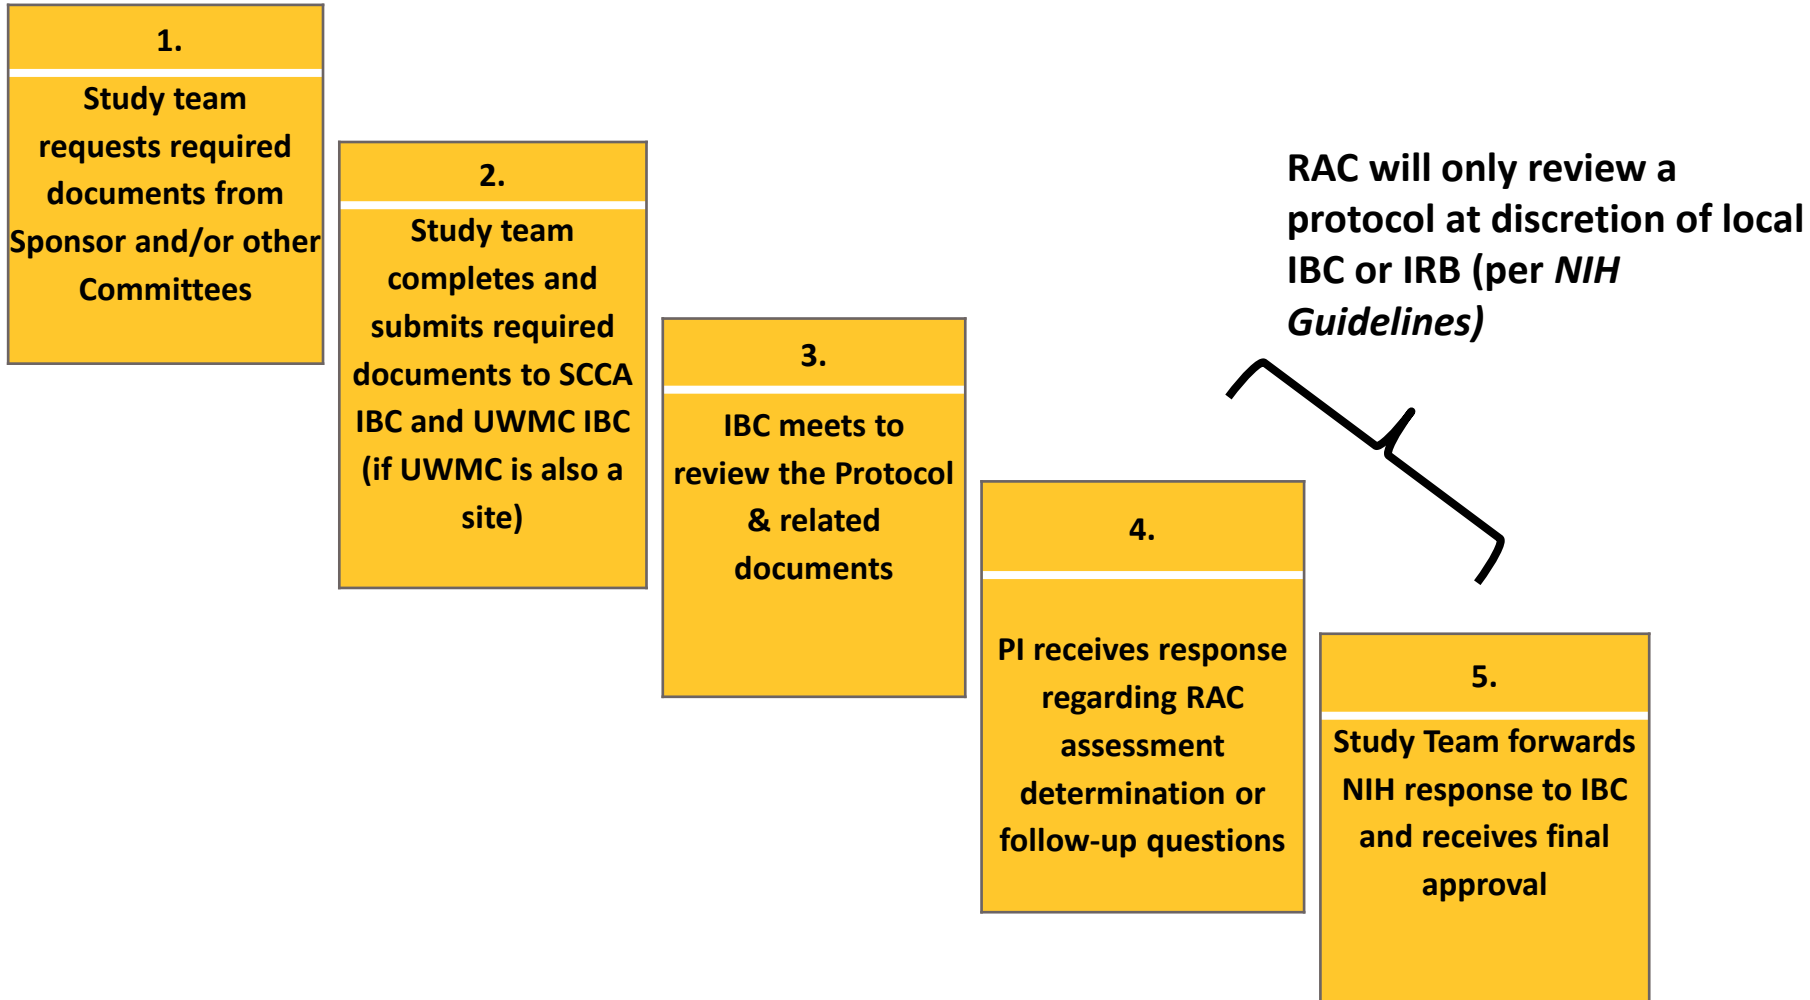 1.
Study team
requests required
documents from
Sponsor and/or other
Committees
2.
Study team
completes and
submits required
documents to SCCA
IBC and UWMC IBC
(if UWMC is also a
site)
3.
IBC meets to
review the Protocol
& related
documents
RAC will only review a
protocol at discretion of local
IBC or IRB (per NIH
Guidelines)
4.
PI receives response
regarding RAC
assessment
determination or
follow-up questions
5.
Study Team forwards
NIH response to IBC
and receives final
approval